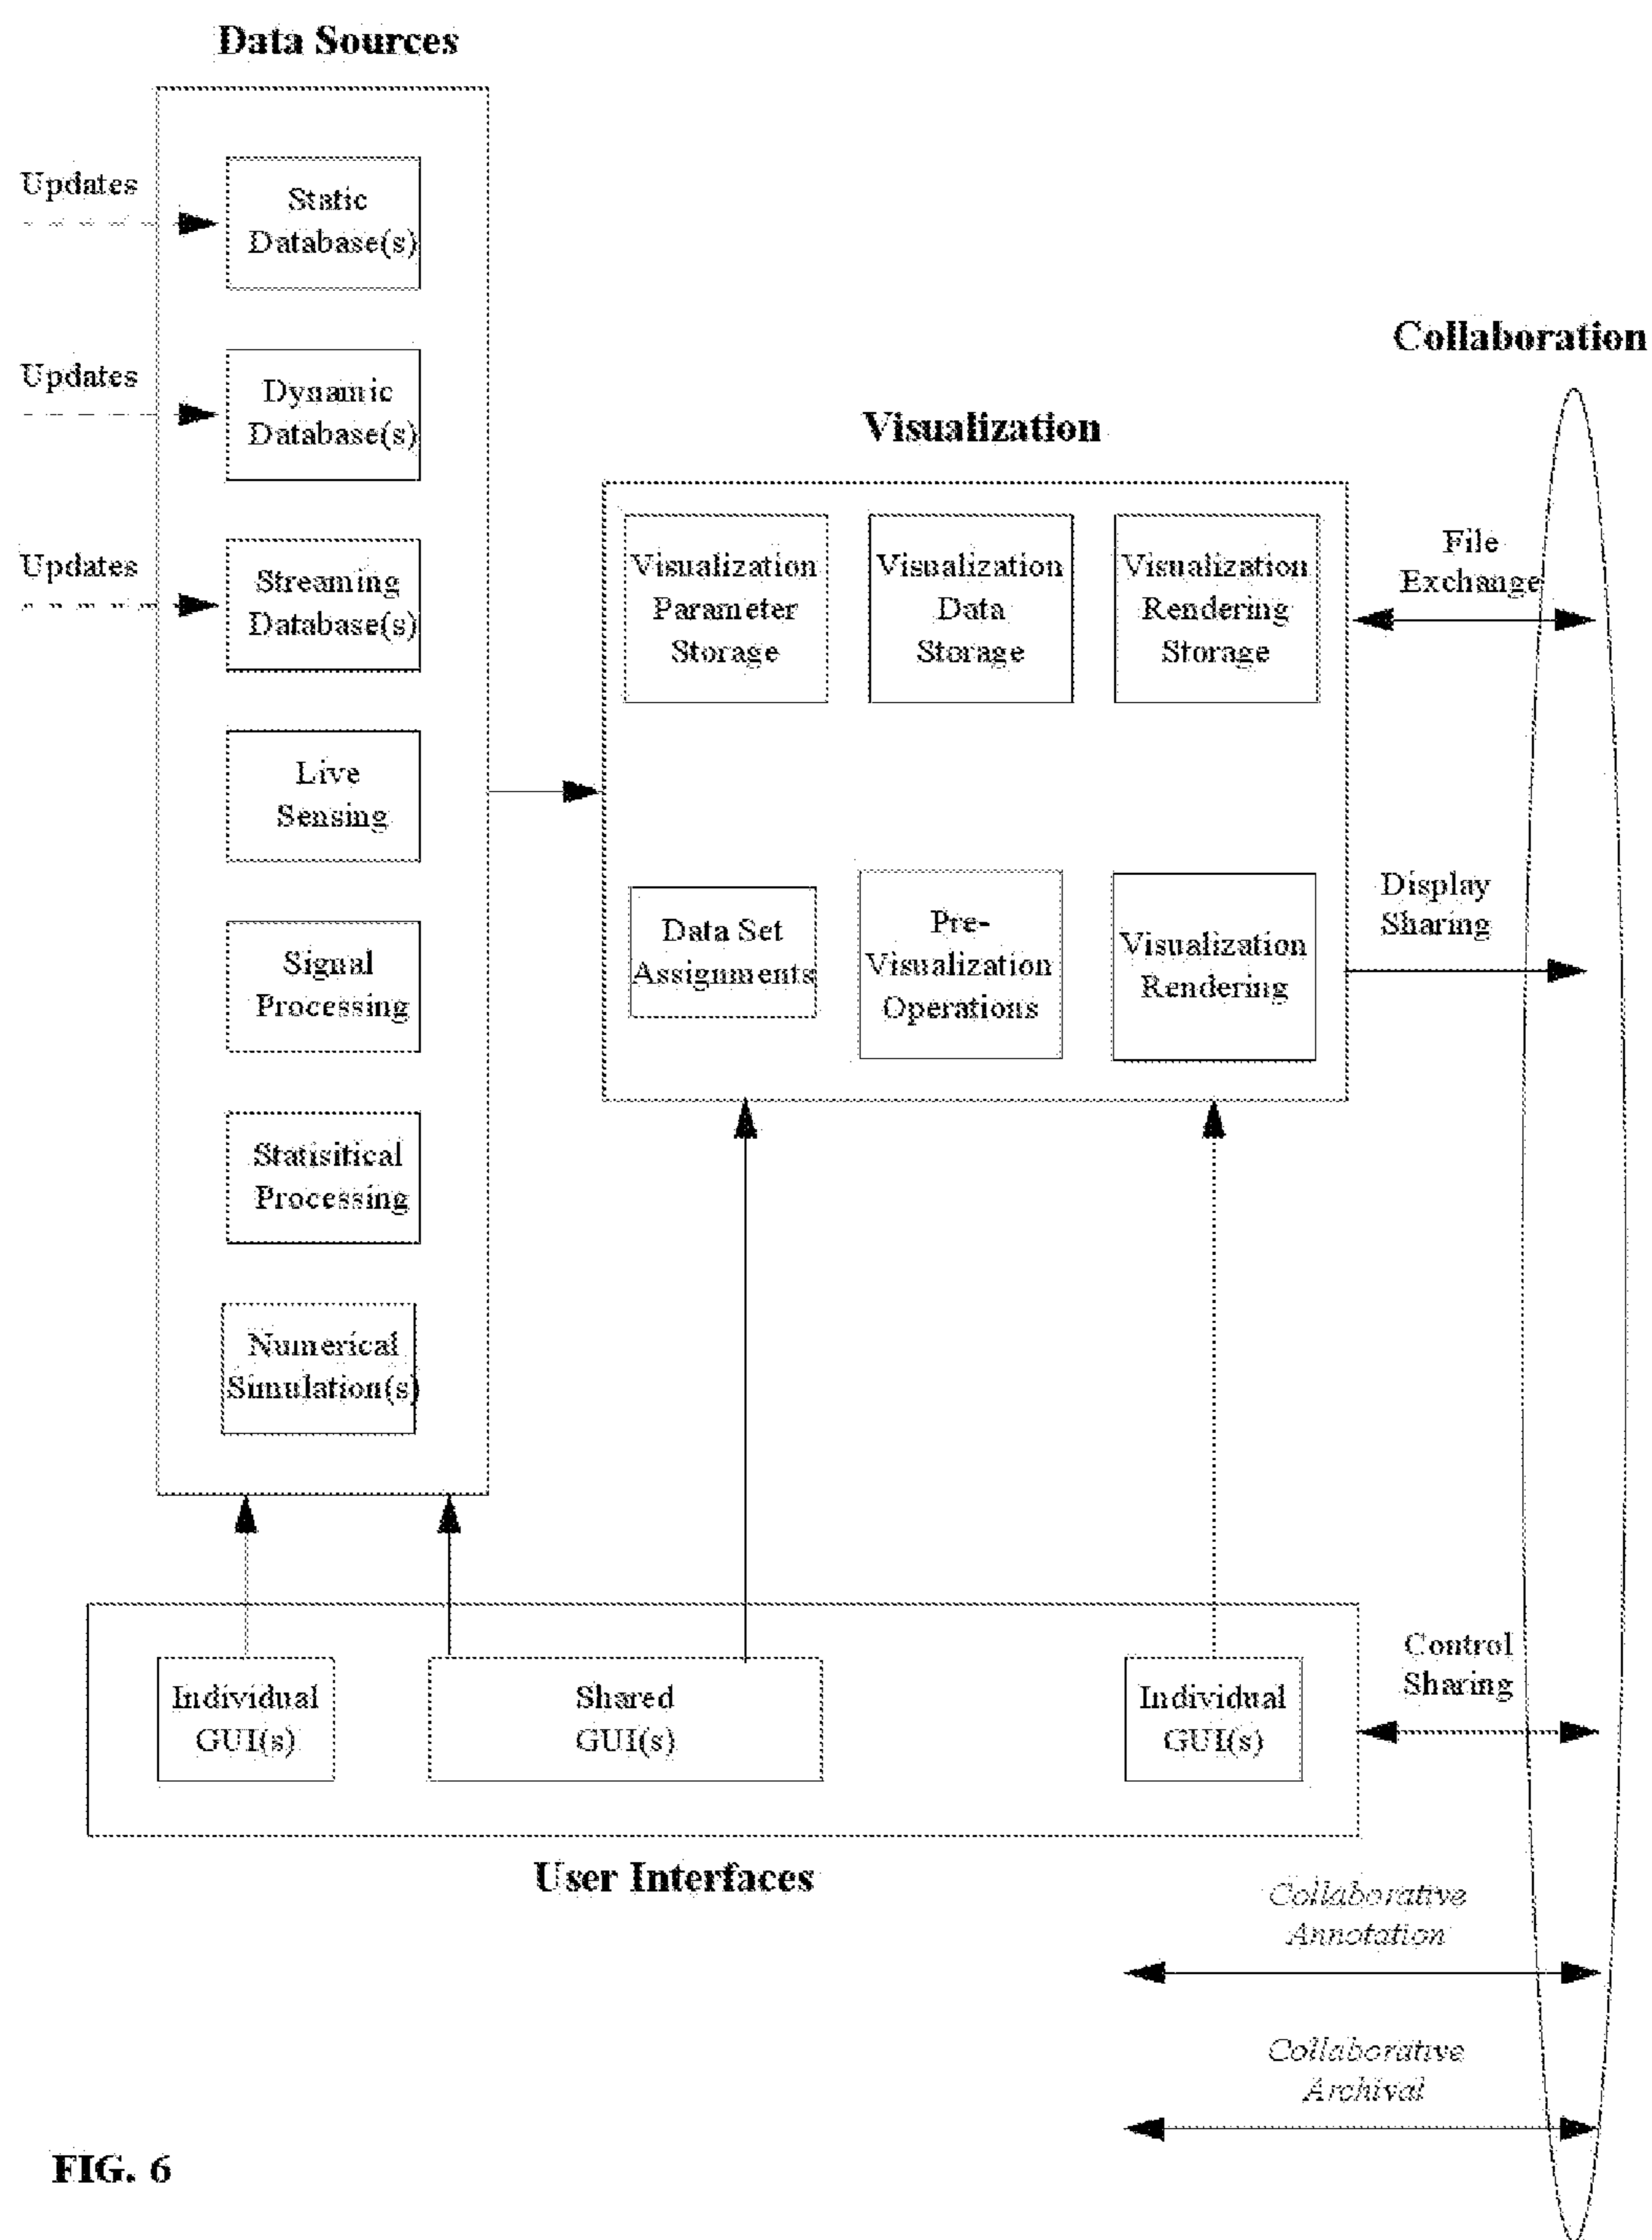 Data Sources
Updates
Static
Database(s)
Updates
Dynamic
Database(s)
Updates
Streaming
Database(s)
Live
Sensing
Signal
Processing
Statisitical
Processing
Numerical
Simulation(s)
Visualization
Visualization
Parameter
Storage
Visualization
Data
Storage
Visualization
Rendering
Storage
Data Set
Assignments
Pre-
Visualization
Operations
Visualization
Rendering
Collaboration
File
Exchange
Display
Sharing
Individual
GUI(s)
Shared
GUI(s)
Individual
GUI(s)
Control
Sharing
User Interfaces
Collaborative
Annotation
Collaborative
Archival
FIG. 6